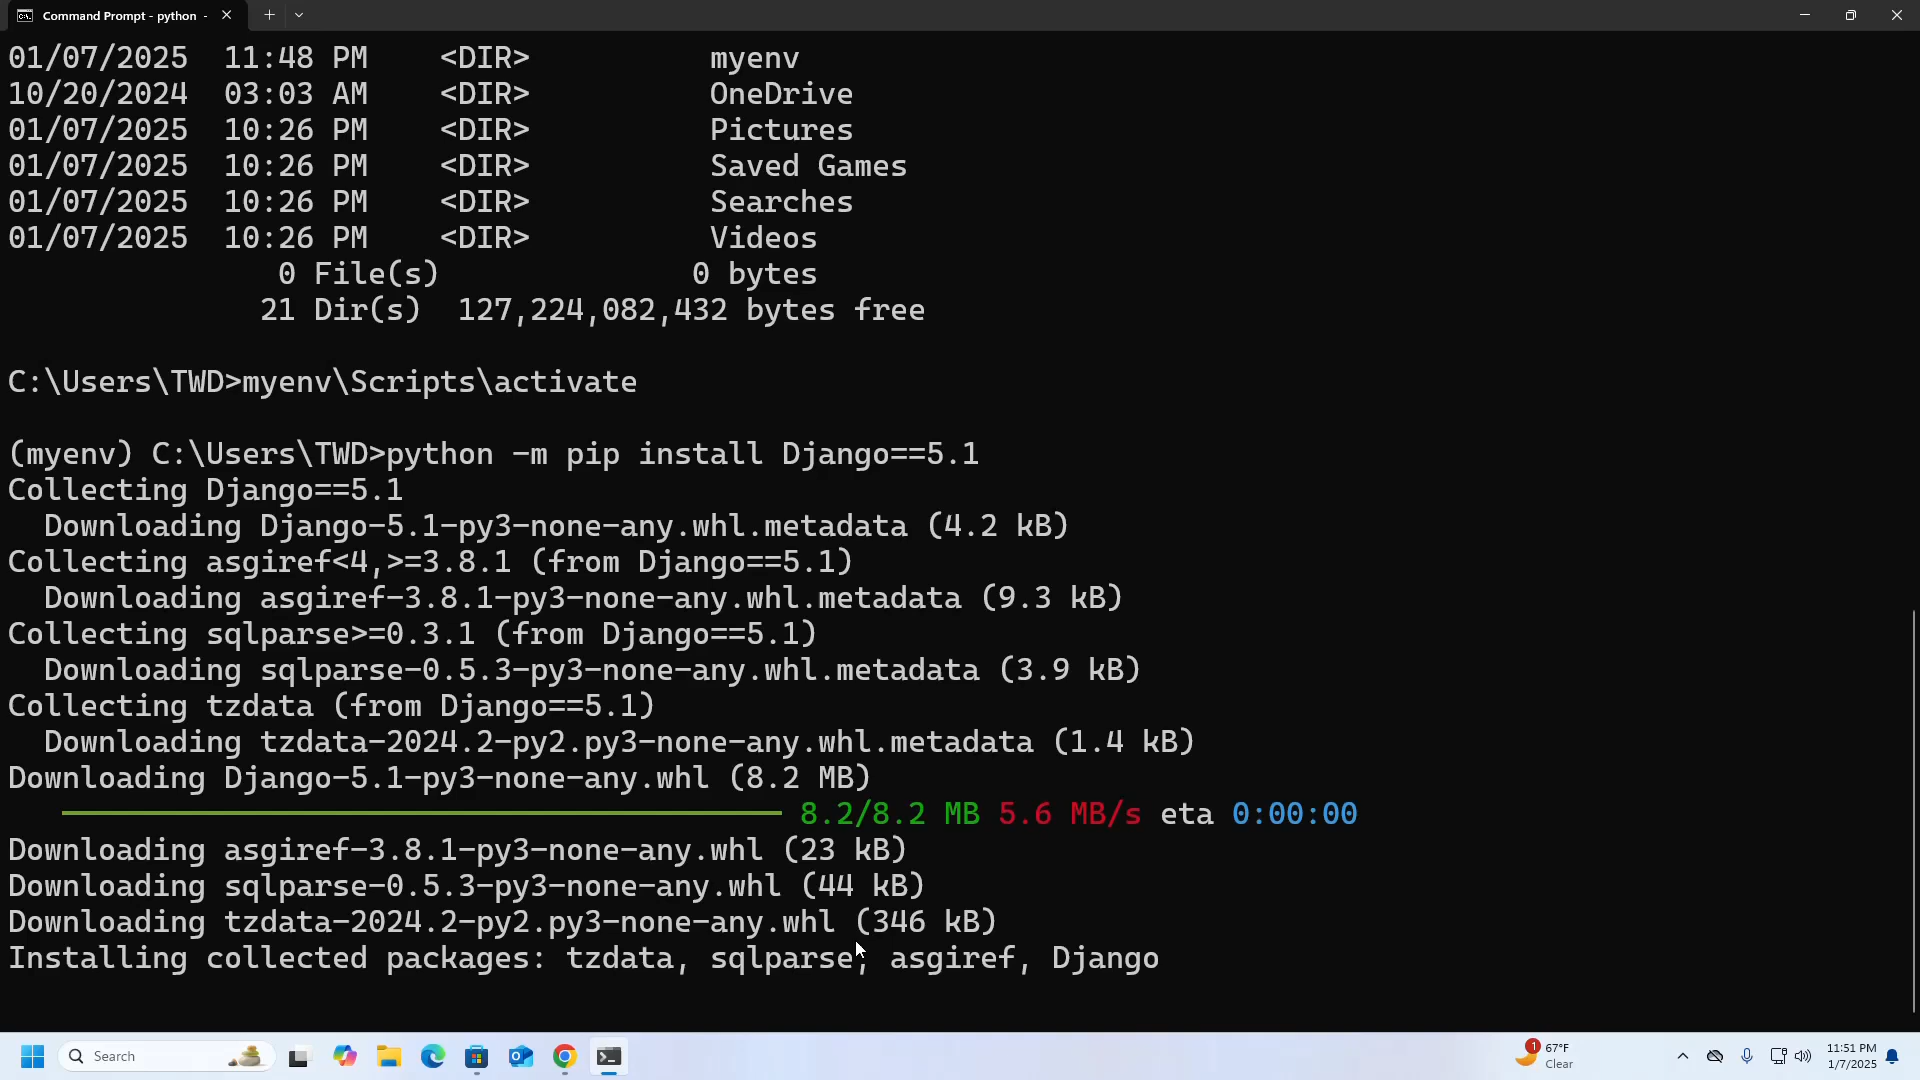 Command Prompt - python -
01/07/2025  11:48 PM    <DIR>          myenv
10/20/2024  03:03 AM    <DIR>          OneDrive
01/07/2025  10:26 PM    <DIR>          Pictures
01/07/2025  10:26 PM    <DIR>          Saved Games
01/07/2025  10:26 PM    <DIR>          Searches
01/07/2025  10:26 PM    <DIR>          Videos
               0 File(s)              0 bytes
              21 Dir(s)  127,224,082,432 bytes free
C:\Users\TWD>myenv\Scripts\activate
(myenv) C:\Users\TWD>python -m pip install Django==5.1
Collecting Django==5.1
  Downloading Django-5.1-py3-none-any.whl.metadata (4.2 kB)
Collecting asgiref<4,>=3.8.1 (from Django==5.1)
  Downloading asgiref-3.8.1-py3-none-any.whl.metadata (9.3 kB)
Collecting sqlparse>=0.3.1 (from Django==5.1)
  Downloading sqlparse-0.5.3-py3-none-any.whl.metadata (3.9 kB)
Collecting tzdata (from Django==5.1)
  Downloading tzdata-2024.2-py2.py3-none-any.whl.metadata (1.4 kB)
Downloading Django-5.1-py3-none-any.whl (8.2 MB)
8.2/8.2 MB 5.6 MB/s eta 0:00:00
Downloading asgiref-3.8.1-py3-none-any.whl (23 kB)
Downloading sqlparse-0.5.3-py3-none-any.whl (44 kB)
Downloading tzdata-2024.2-py2.py3-none-any.whl (346 kB)
Installing collected packages: tzdata, sqlparse, asgiref, Django
Search
1
67°F
Clear
11:51 PM
1/7/2025